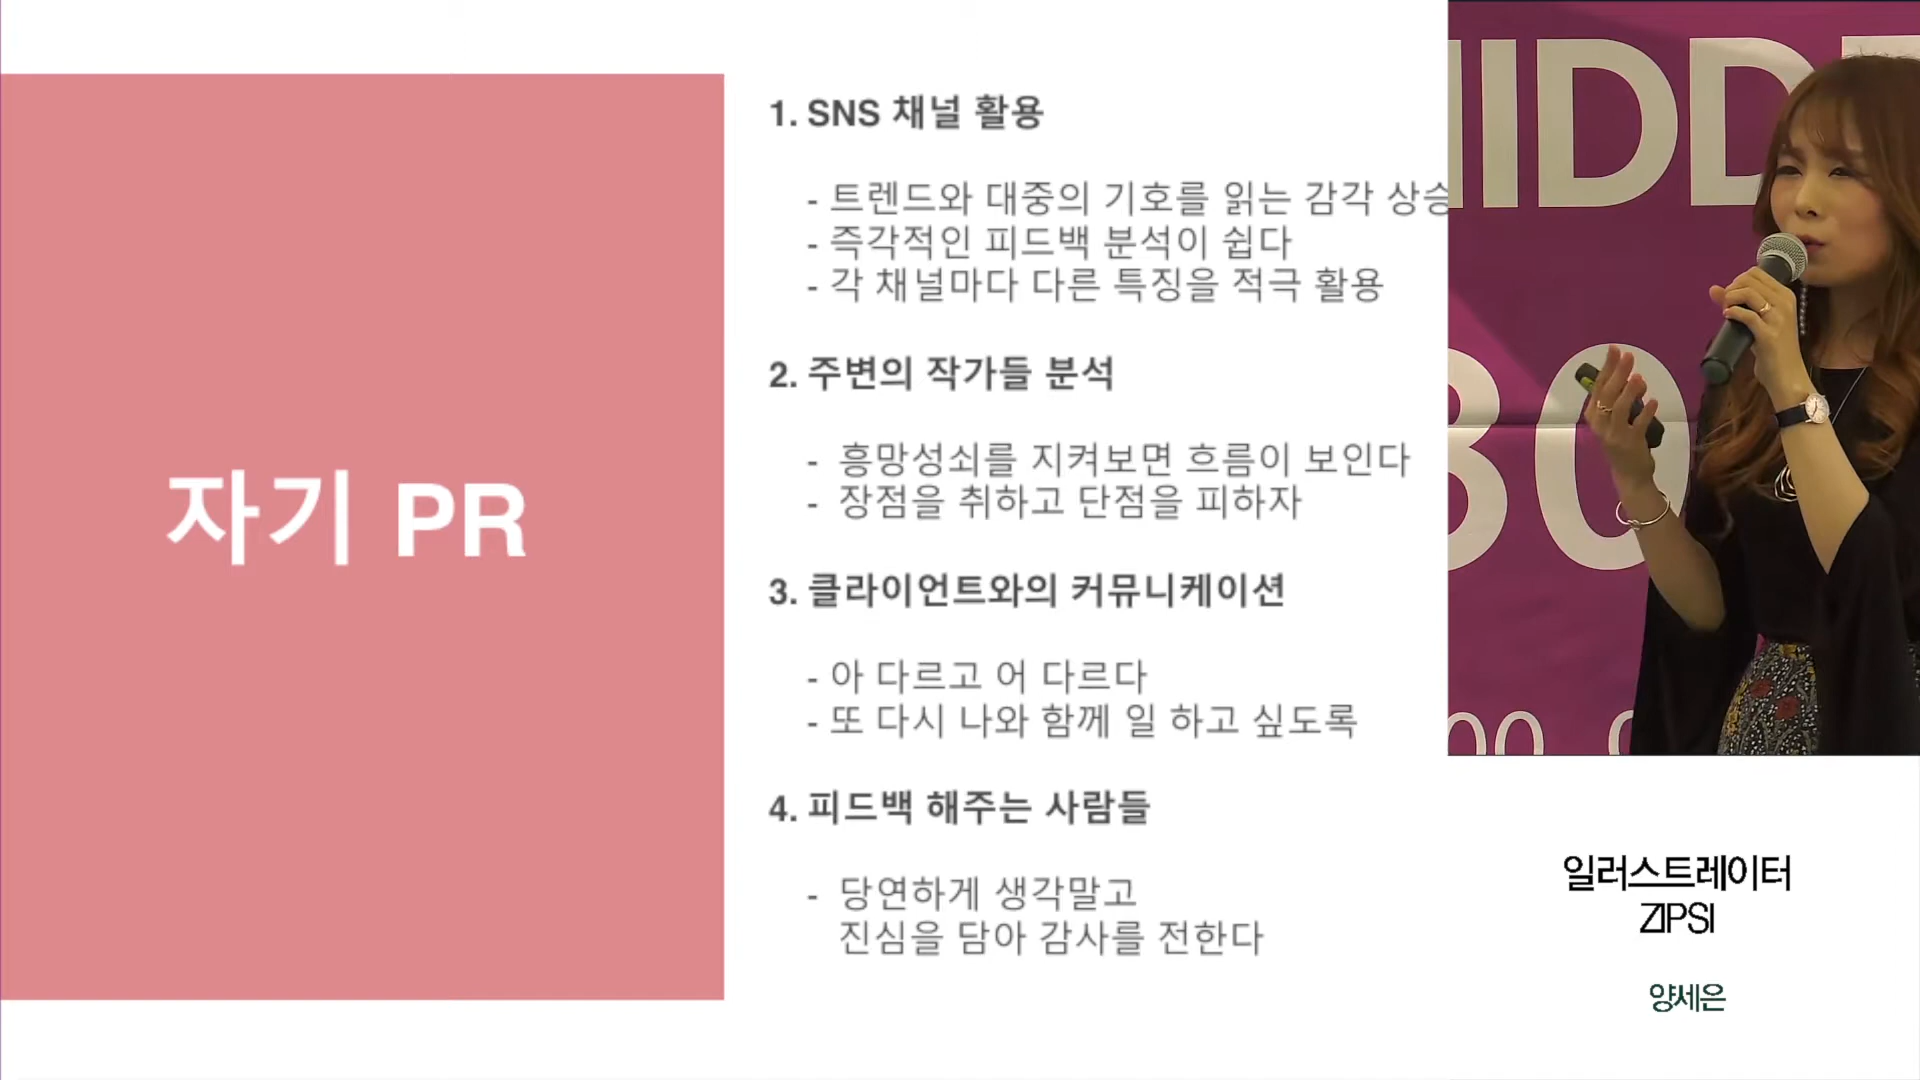 자기 PR
1. SNS 채널 활용
- 트렌드와 대중의 기호를 읽는 감각 상승
- 즉각적인 피드백 분석이 쉽다
- 각 채널마다 다른 특징을 적극 활용
2. 주변의 작가들 분석
- 흥망성쇠를 지켜보면 흐름이 보인다
- 장점을 취하고 단점을 피하자
3. 클라이언트와의 커뮤니케이션
- 아 다르고 어 다르다
- 또 다시 나와 함께 일 하고 싶도록
4. 피드백 해주는 사람들
- 당연하게 생각말고
진심을 담아 감사를 전한다
일러스트레이터
ZIPSI
양세은